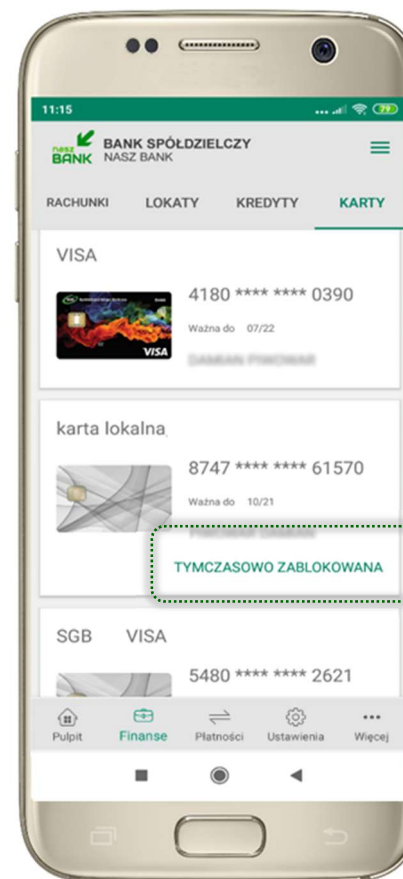 11:15
79
nasz
BANK
BANK SPÓŁDZIELCZY
NASZ BANK
RACHUNKI LOKATY KREDYTY KARTY
VISA
4180 **** **** 0390
Ważna do 07/22
VISA
karta lokalna
8747 **** **** 61570
Ważna do 10/21
TYMCZASOWO ZABLOKOWANA
SGB VISA
5480 **** **** 2621
Pulpit Finanse Płatności Ustawienia Więcej